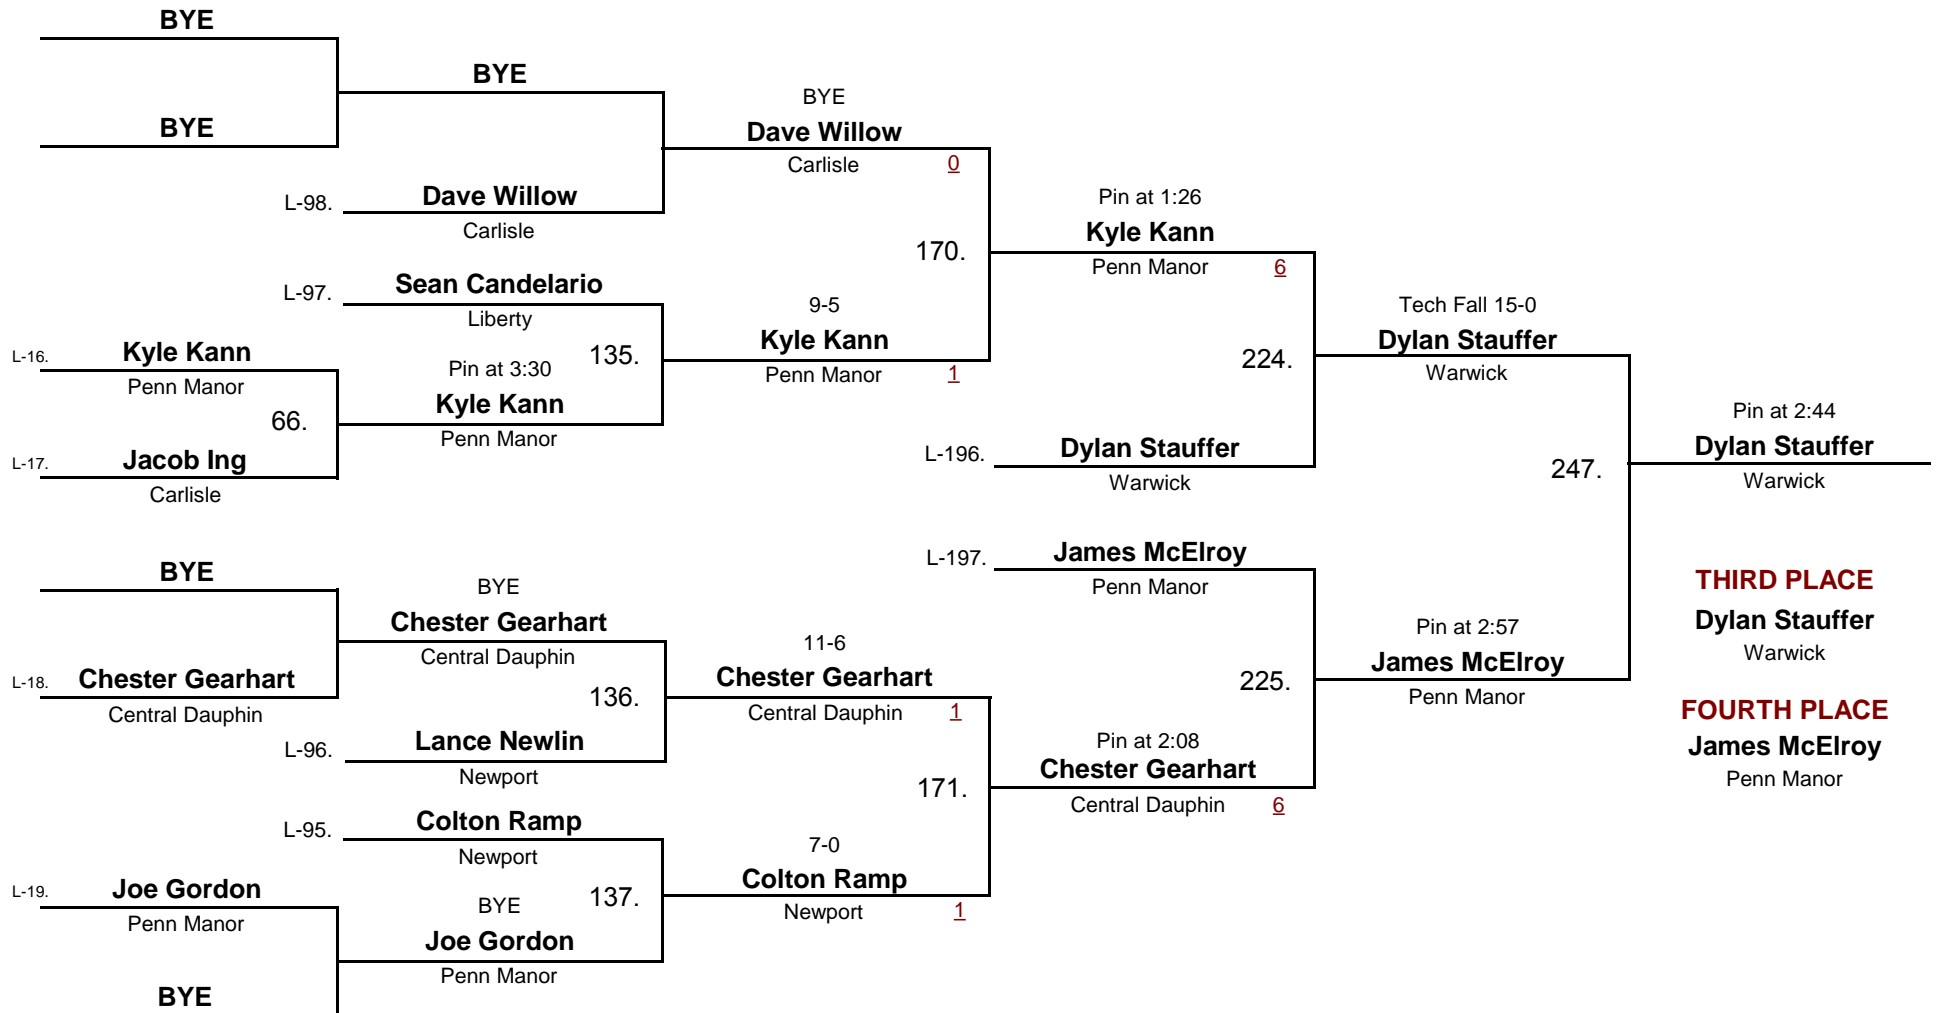 BYE
BYE
BYE
Dave Willow
BYE
Carlisle 0
L-98. Dave Willow
Carlisle
Pin at 1:26
Kyle Kann
Penn Manor 6
170.
L-97. Sean Candelario
Liberty
9-5
Kyle Kann
Penn Manor 1
Tech Fall 15-0
Dylan Stauffer
Warwick
L-16. Kyle Kann
Penn Manor
Pin at 3:30
135.
224.
Kyle Kann
Penn Manor
66.
L-17. Jacob Ing
Carlisle
L-196. Dylan Stauffer
Warwick
Pin at 2:44
Dylan Stauffer
Warwick
247.
L-197. James McElroy
Penn Manor
BYE
BYE
Chester Gearhart
Central Dauphin
THIRD PLACE
Dylan Stauffer
Warwick
11-6
Chester Gearhart
Central Dauphin 1
Pin at 2:57
James McElroy
Penn Manor
L-18. Chester Gearhart
Central Dauphin
136.
225.
FOURTH PLACE
James McElroy
Penn Manor
L-96. Lance Newlin
Newport
Pin at 2:08
Chester Gearhart
Central Dauphin 6
171.
L-95. Colton Ramp
Newport
7-0
Colton Ramp
Newport 1
L-19. Joe Gordon
Penn Manor
BYE
137.
Joe Gordon
Penn Manor
BYE